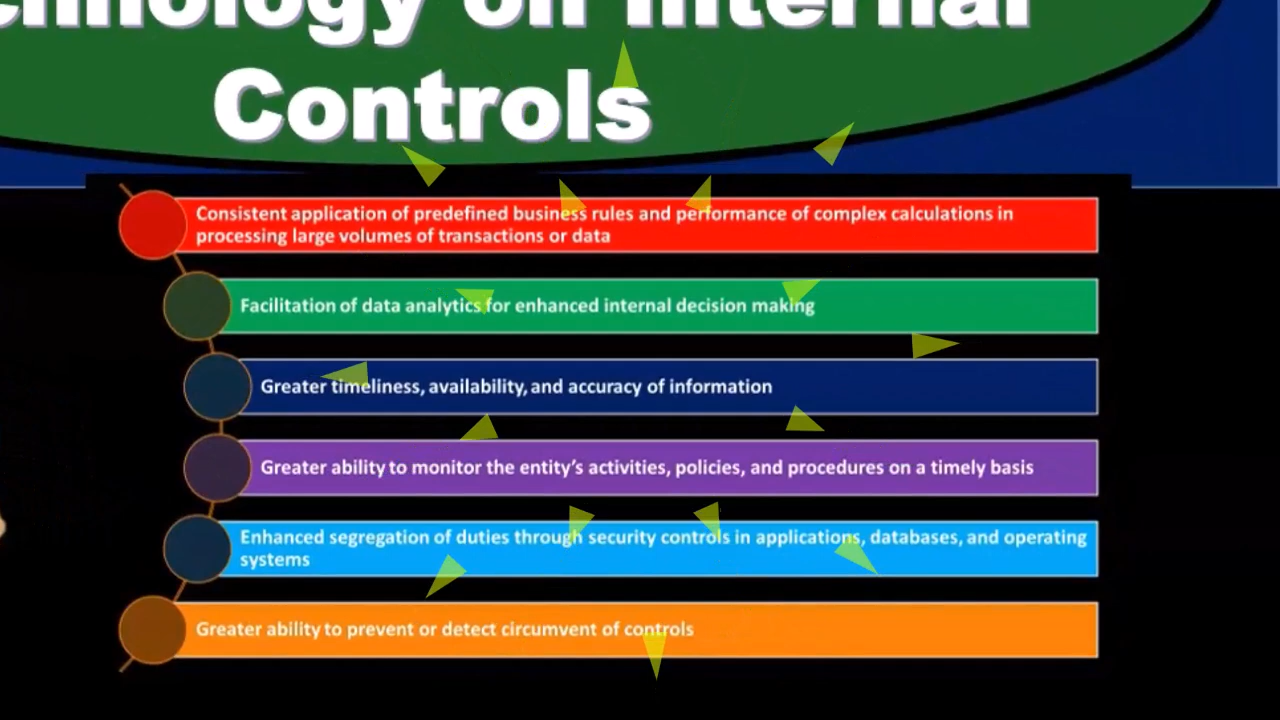 hnology on Internal
Controls
Consistent application of predefined business rules and performance of complex calculations in
processing large volumes of transactions or data
Facilitation of data analytics for enhanced internal decision making
Greater timeliness, availability, and accuracy of information
Greater ability to monitor the entity's activities, policies, and procedures on a timely basis
Enhanced segregation of duties through security controls in applications, databases, and operating
systems
Greater ability to prevent or detect circumvent of controls